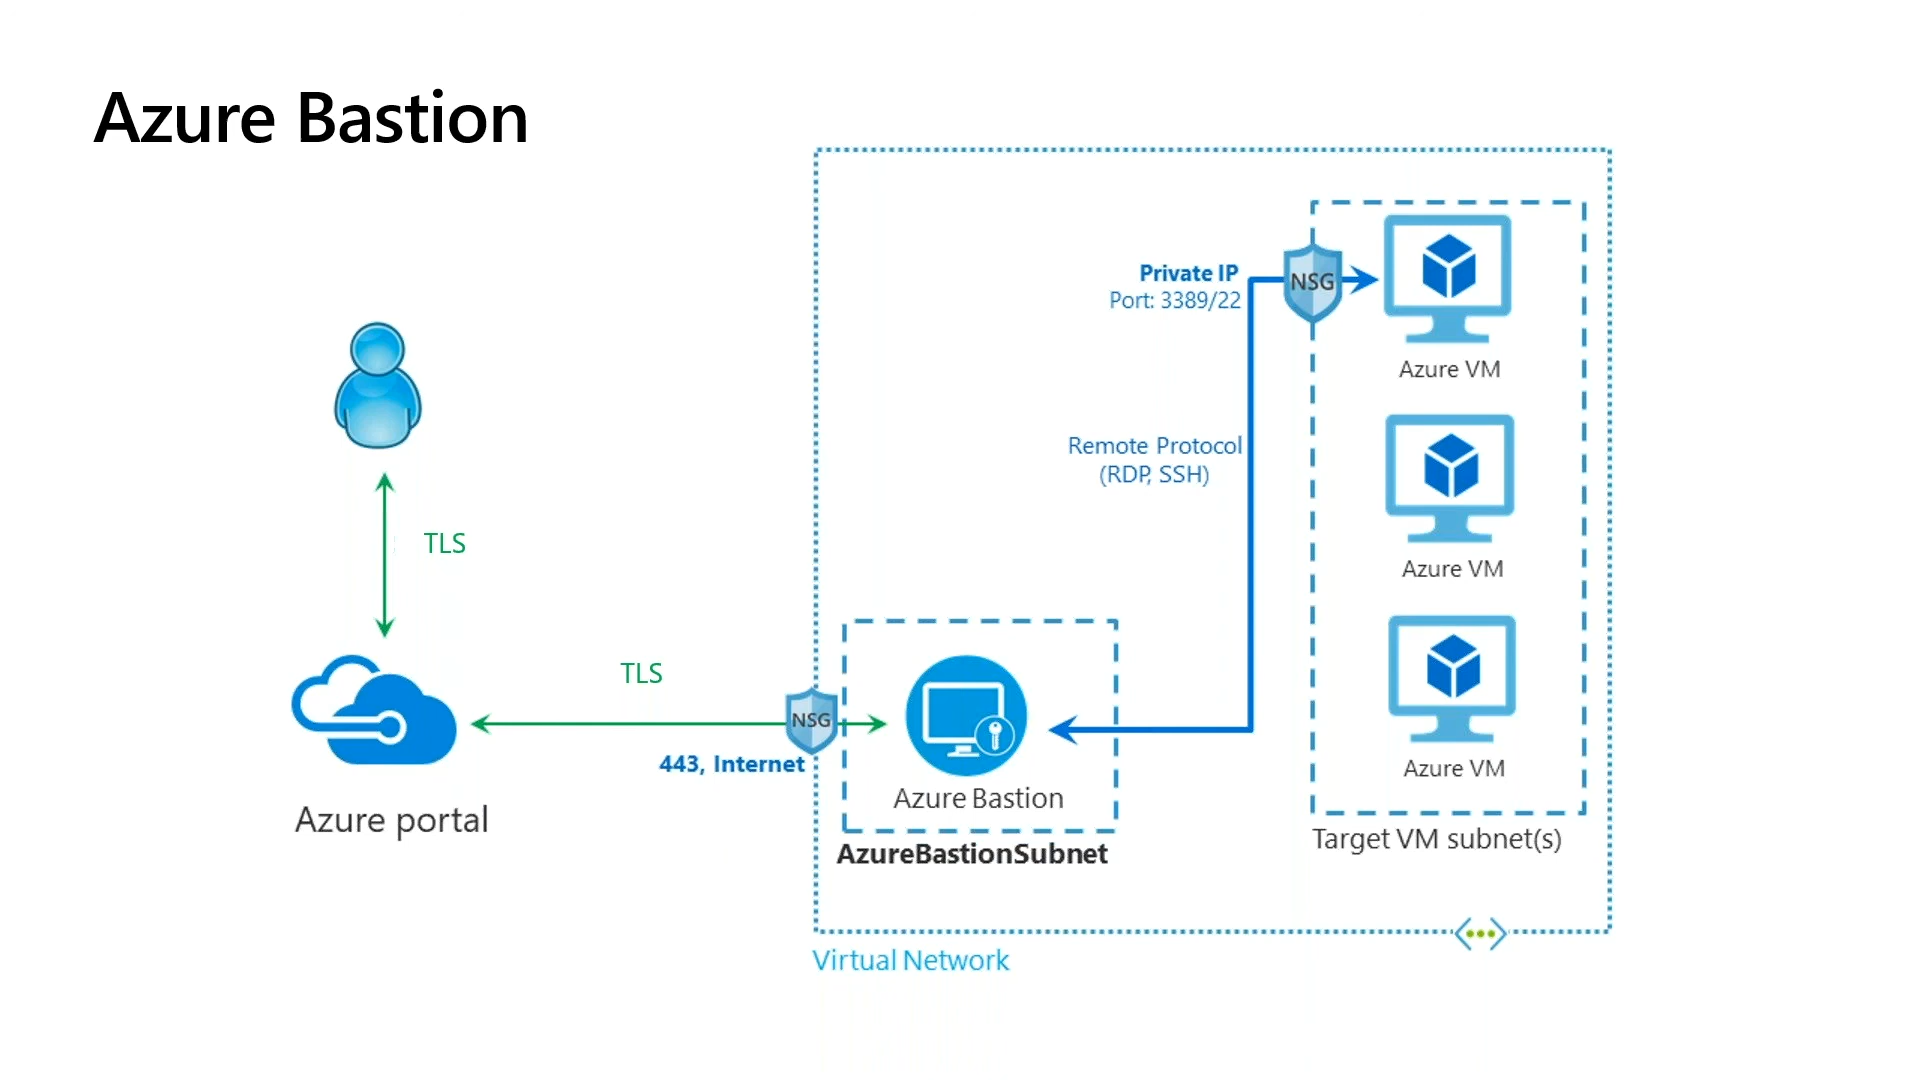 Azure Bastion
Private IP
Port: 3389/22
NSG
Azure VM
Remote Protocol
(RDP, SSH)
Azure VM
TLS
TLS
NSG
443, Internet
Azure portal
Azure Bastion
AzureBastionSubnet
Azure VM
Target VM subnet(s)
Virtual Network